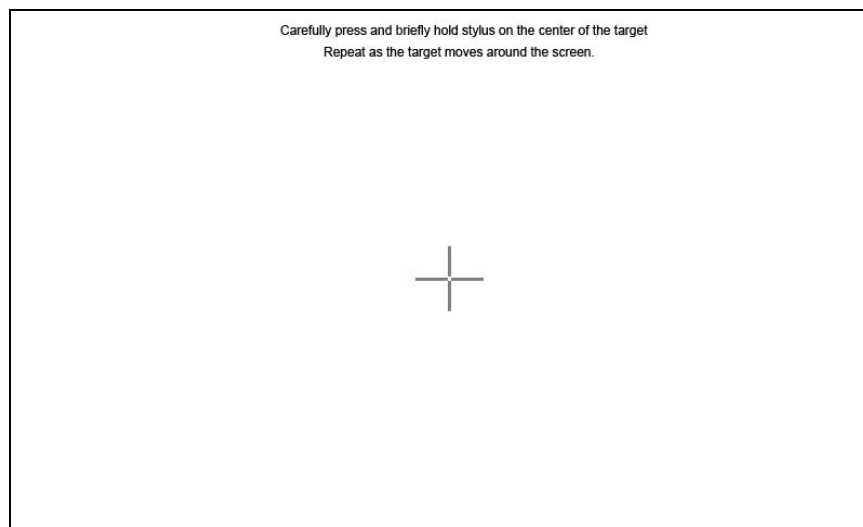 Carefully press and briefly hold stylus on the center of the target
Repeat as the target moves around the screen.